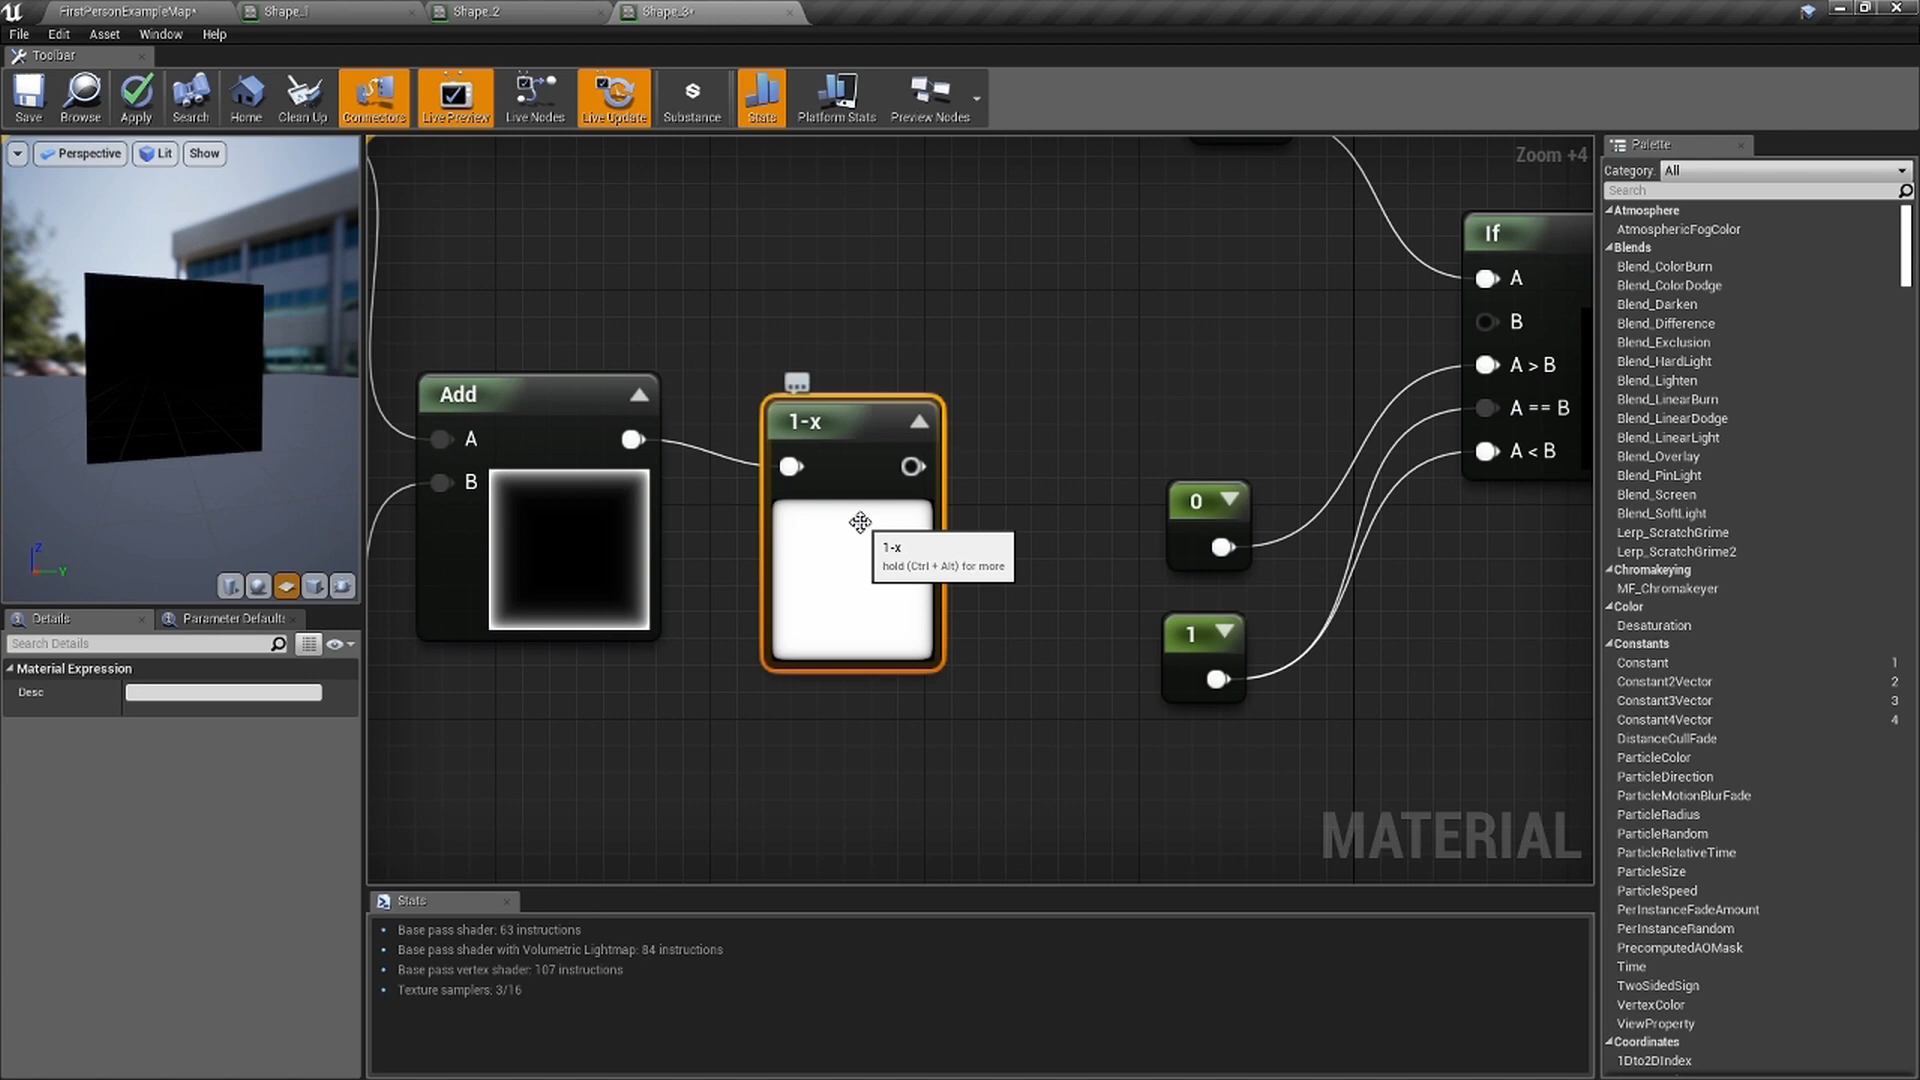 FirstPersonExampleMap*
Shape_1
Shape_2
Shape_3*
File Edit Asset Window Help
Toolbar
Save Browse Apply Search Home Clean Up Connectors Live Preview Live Nodes Live Update Substance Stats Platform Stats Preview Nodes
Perspective Lit Show
Zoom +4
Z
Y
Add
A
B
1-x
1-x
hold (Ctrl + Alt) for more
0
1
If
A
B
A > B
A == B
A < B
MATERIAL
Details
Parameter Defaults
Search Details
Material Expression
Desc
Stats
Base pass shader: 63 instructions
Base pass shader with Volumetric Lightmap: 84 instructions
Base pass vertex shader: 107 instructions
Texture samplers: 3/16
Palette
Category: All
Search
Atmosphere
AtmosphericFogColor
Blends
Blend_ColorBurn
Blend_ColorDodge
Blend_Darken
Blend_Difference
Blend_Exclusion
Blend_HardLight
Blend_Lighten
Blend_LinearBurn
Blend_LinearDodge
Blend_LinearLight
Blend_Overlay
Blend_PinLight
Blend_Screen
Blend_SoftLight
Lerp_ScratchGrime
Lerp_ScratchGrime2
Chromakeying
MF_Chromakeyer
Color
Desaturation
Constants
Constant 1
Constant2Vector 2
Constant3Vector 3
Constant4Vector 4
DistanceCullFade
ParticleColor
ParticleDirection
ParticleMotionBlurFade
ParticleRadius
ParticleRandom
ParticleRelativeTime
ParticleSize
ParticleSpeed
PerInstanceFadeAmount
PerInstanceRandom
PrecomputedAOMask
Time
TwoSidedSign
VertexColor
ViewProperty
Coordinates
1Dto2DIndex